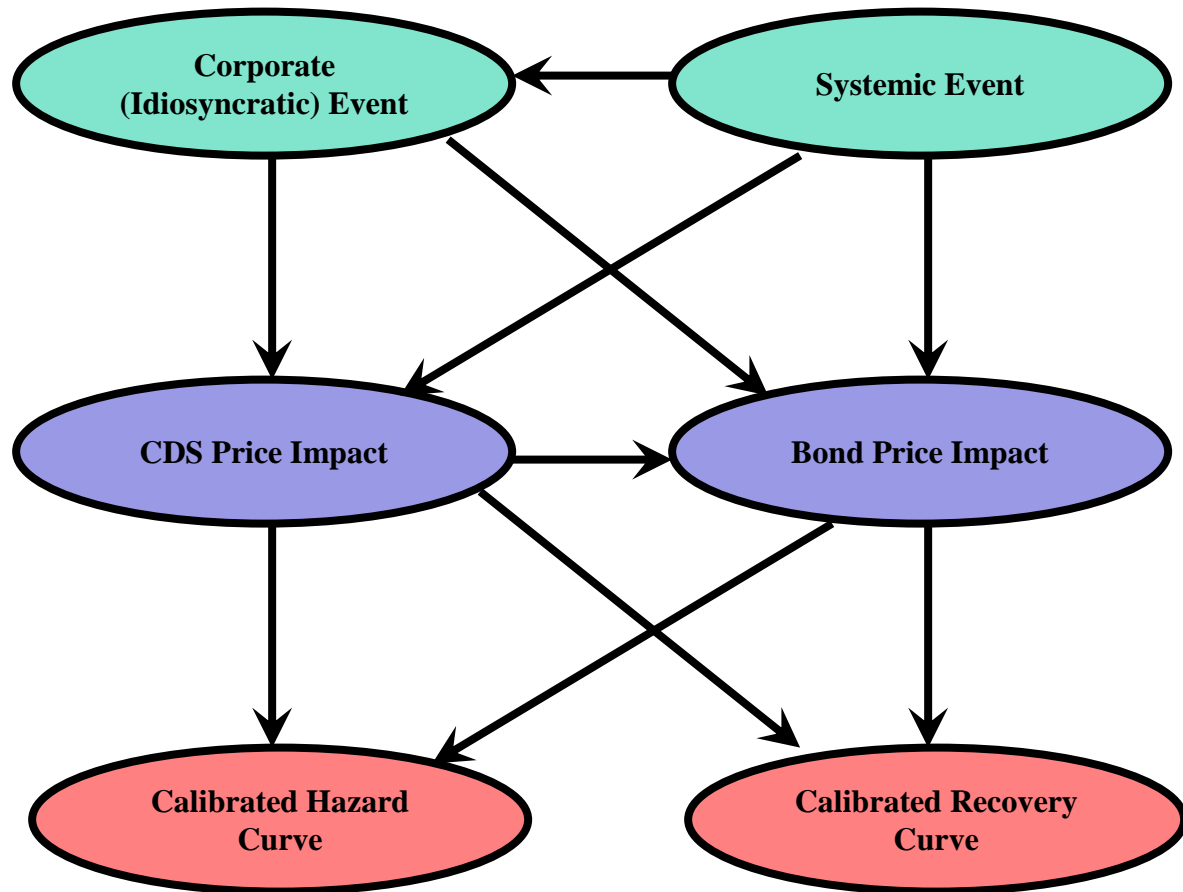 Corporate
(Idiosyncratic) Event
Systemic Event
CDS Price Impact
Bond Price Impact
Calibrated Hazard
Curve
Calibrated Recovery
Curve